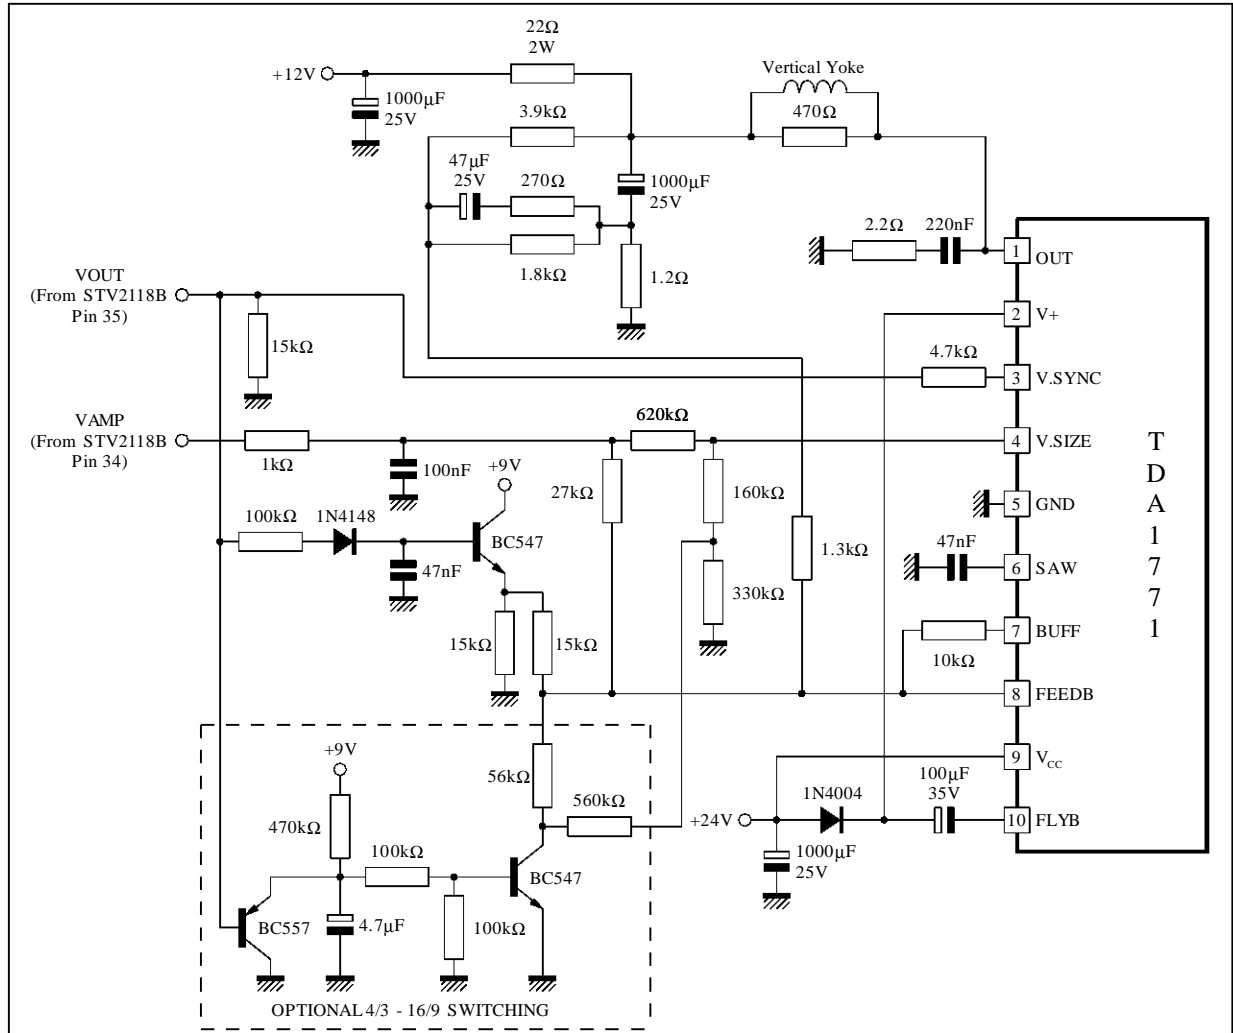 22Ω
2W
+12V
1000µF
25V
Vertical Yoke
470Ω
3.9kΩ
47µF
25V
270Ω
1000µF
25V
1.8kΩ
1.2Ω
2.2Ω
220nF
1
OUT
VOUT
(From STV2118B
Pin 35)
15kΩ
2
V+
4.7kΩ
3
V.SYNC
VAMP
(From STV2118B
Pin 34)
1kΩ
620kΩ
4
V.SIZE
100nF
+9V
27kΩ
160kΩ
5
GND
100kΩ
1N4148
BC547
47nF
1.3kΩ
47nF
6
SAW
330kΩ
15kΩ
15kΩ
10kΩ
7
BUFF
8
FEEDB
TDA1771
+9V
56kΩ
560kΩ
9
VCC
100µF
35V
1N4004
+24V
10
FLYB
1000µF
25V
470kΩ
100kΩ
BC547
BC557
4.7µF
100kΩ
OPTIONAL 4/3 - 16/9 SWITCHING